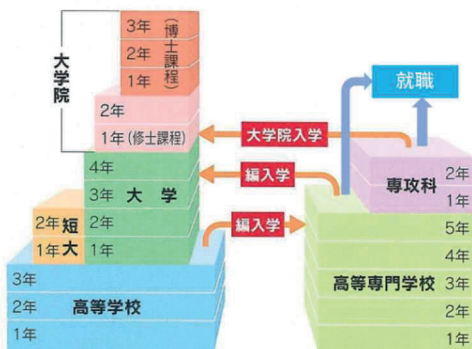 大学院
3年
2年
1年
(博士課程)
2年
1年(修士課程)
4年
3年
2年
1年
大学
2年
1年
短大
3年
2年
1年
高等学校
大学院入学
編入学
編入学
就職
2年
1年
専攻科
5年
4年
3年
2年
1年
高等専門学校